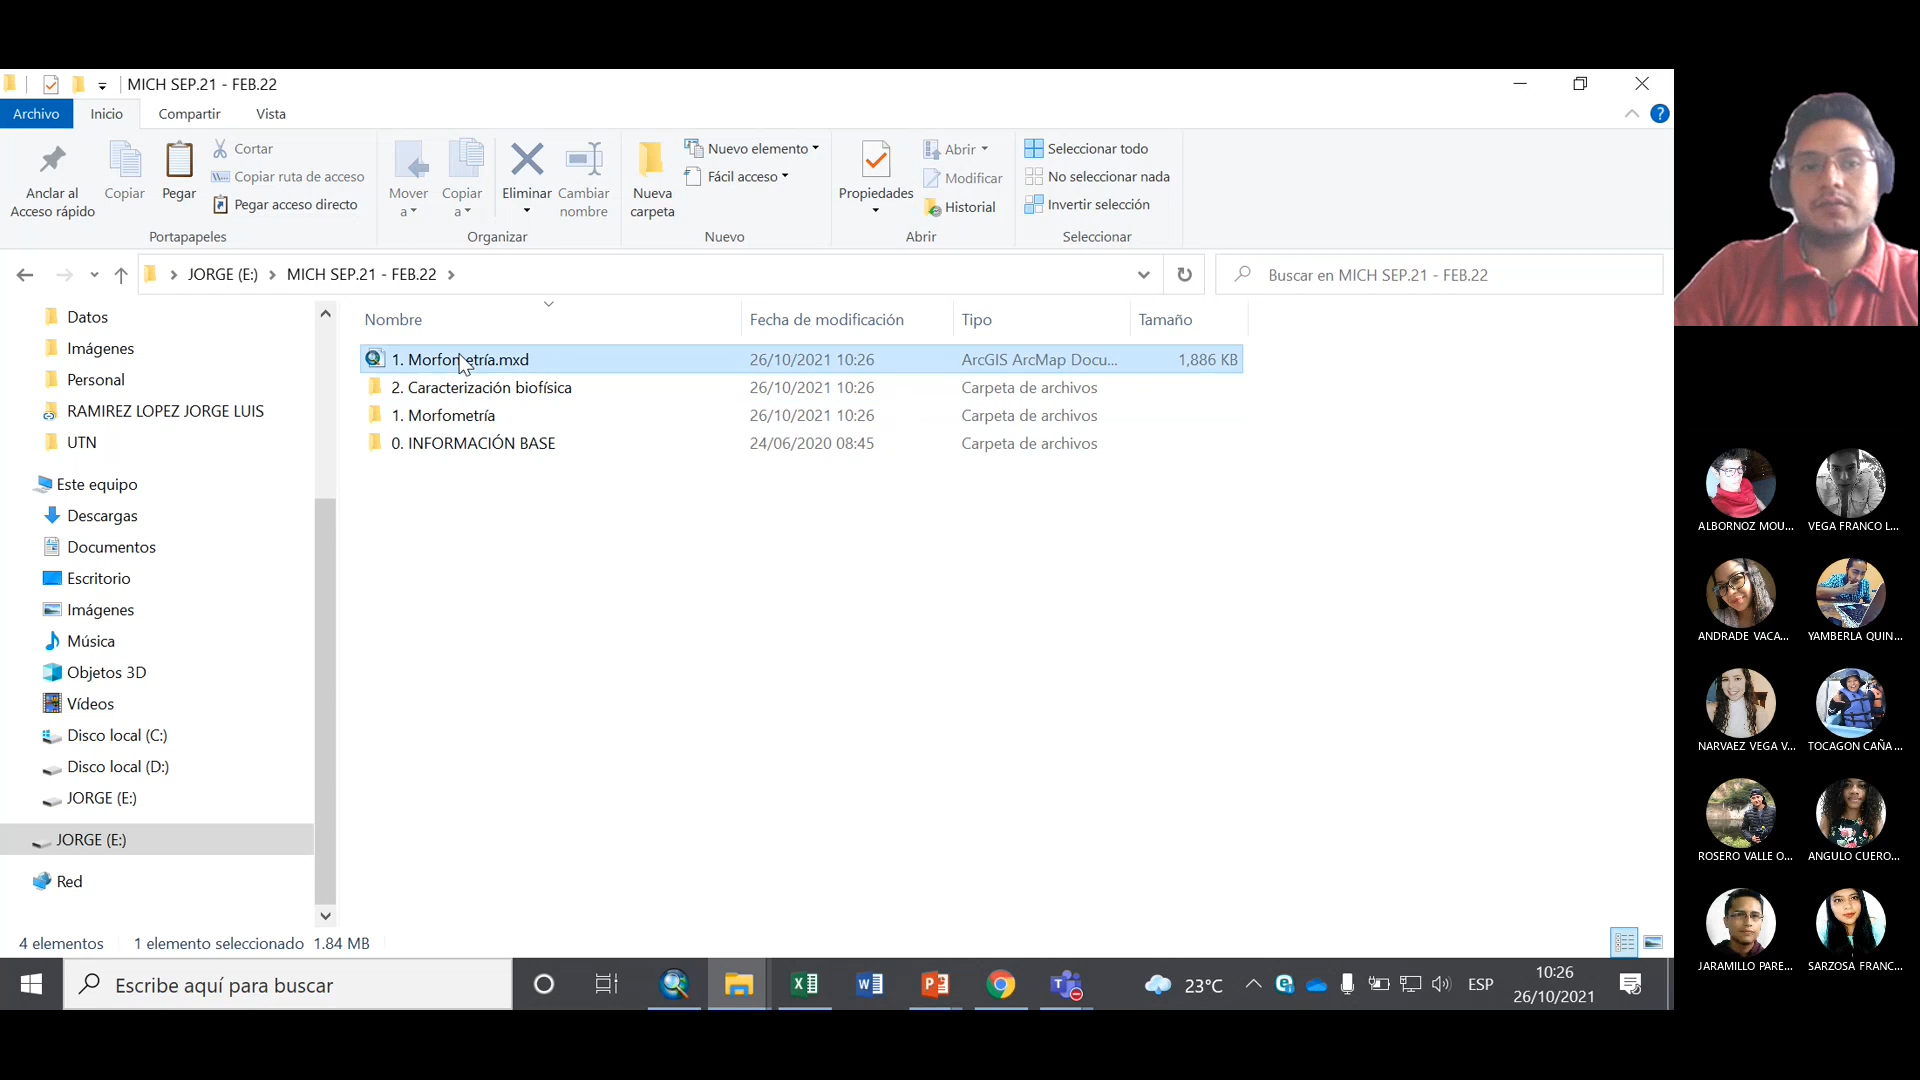 MICH SEP.21 - FEB.22
Archivo Inicio Compartir Vista
Anclar al Acceso rápido
Copiar
Pegar
Cortar
Copiar ruta de acceso
Pegar acceso directo
Portapapeles
Mover a
Copiar a
Eliminar
Cambiar nombre
Organizar
Nueva carpeta
Nuevo elemento
Fácil acceso
Nuevo
Propiedades
Abrir
Modificar
Historial
Abrir
Seleccionar todo
No seleccionar nada
Invertir selección
Seleccionar
JORGE (E:) MICH SEP.21 - FEB.22
Buscar en MICH SEP.21 - FEB.22
Datos
Imágenes
Personal
RAMIREZ LOPEZ JORGE LUIS
UTN
Este equipo
Descargas
Documentos
Escritorio
Imágenes
Música
Objetos 3D
Vídeos
Disco local (C:)
Disco local (D:)
JORGE (E:)
JORGE (E:)
Red
Nombre Fecha de modificación Tipo Tamaño
1. Morfometría.mxd 26/10/2021 10:26 ArcGIS ArcMap Docu... 1,886 KB
2. Caracterización biofísica 26/10/2021 10:26 Carpeta de archivos
1. Morfometría 26/10/2021 10:26 Carpeta de archivos
0. INFORMACIÓN BASE 24/06/2020 08:45 Carpeta de archivos
4 elementos 1 elemento seleccionado 1.84 MB
Escribe aquí para buscar
23°C
ESP
10:26
26/10/2021
ALBORNOZ MOU... VEGA FRANCO L...
ANDRADE VACA... YAMBERLA QUIN...
NARVAEZ VEGA V... TOCAGON CAÑA...
ROSERO VALLE O... ANGULO CUERO...
JARAMILLO PARE... SARZOSA FRANC...